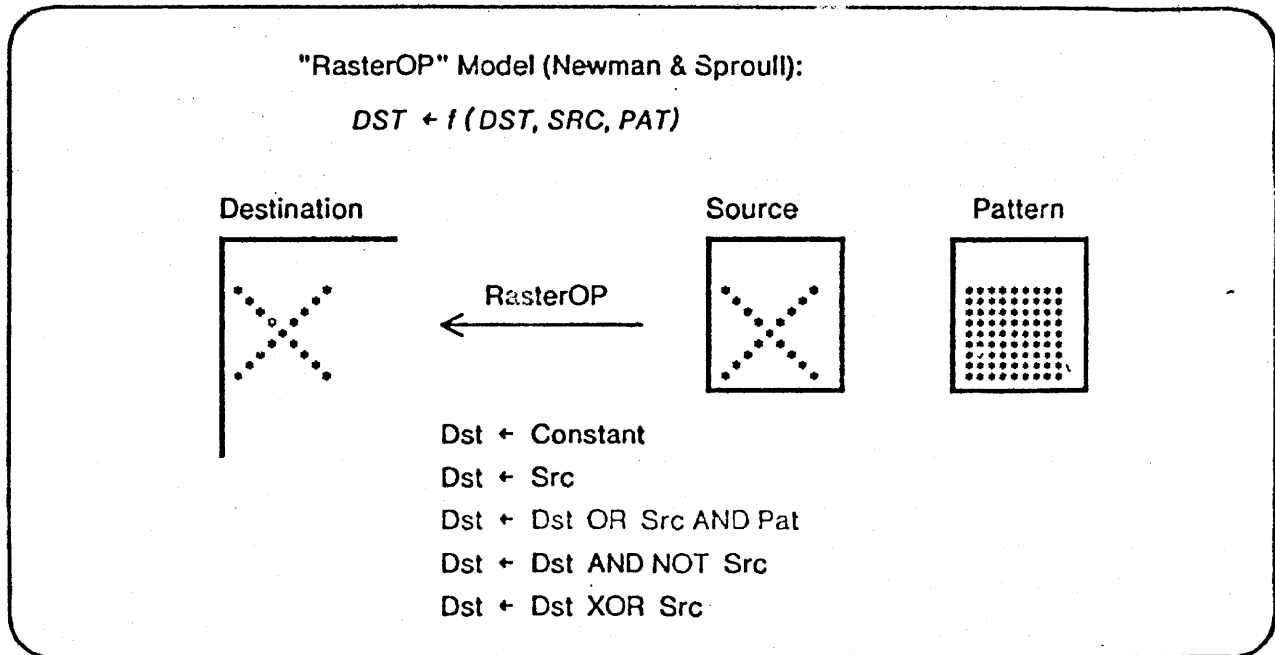 "RasterOP" Model (Newman & Sproull):
DST ← f (DST, SRC, PAT)
Destination
Source
Pattern
RasterOP
Dst ← Constant
Dst ← Src
Dst ← Dst OR Src AND Pat
Dst ← Dst AND NOT Src
Dst ← Dst XOR Src